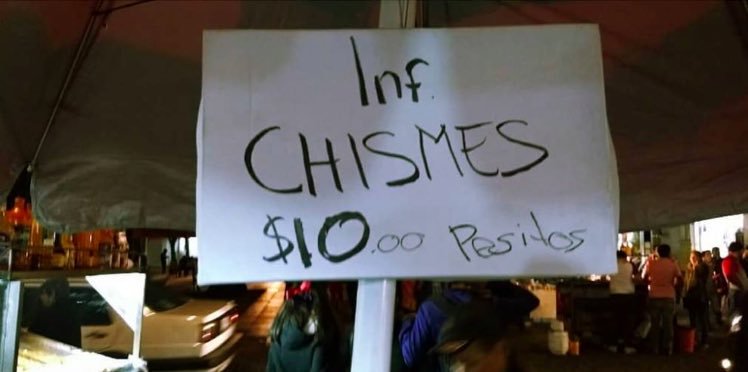 Inf.
CHISMES
$10.00 Pesitos